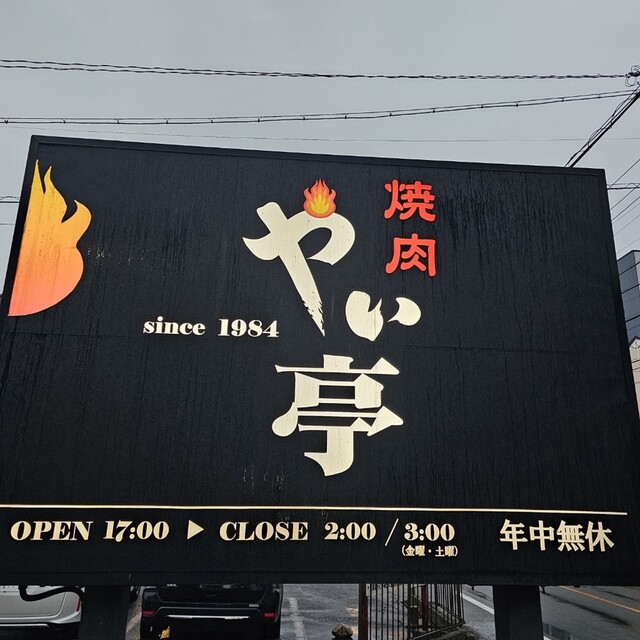 焼肉
やい亭
since 1984
OPEN 17:00 ▶ CLOSE 2:00 / 3:00
(金曜・土曜)
年中無休